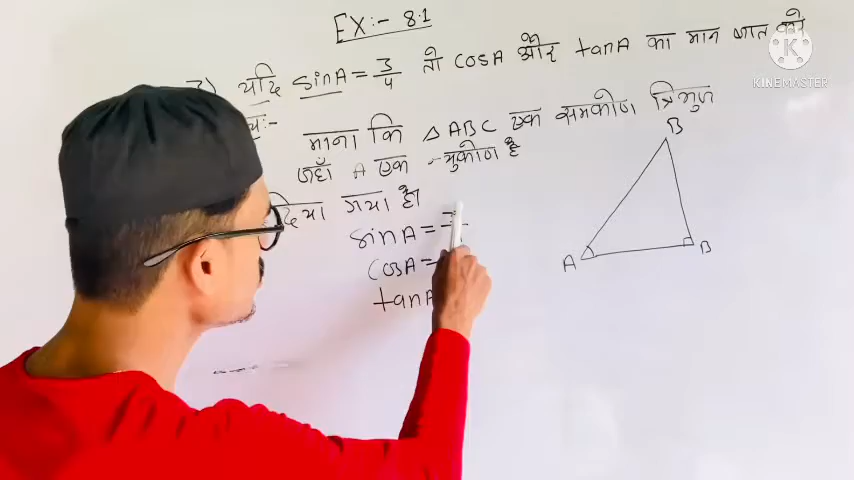 EX:- 8.1
3) यदि sinA = 3/4 तो cosA और tanA का मान ज्ञात करें
माना कि △ABC एक समकोण त्रिभुज
जहाँ A एक न्युकोण है
दिया गया है
sinA =
cosA =
tanA
B
A
B
KINEMASTER